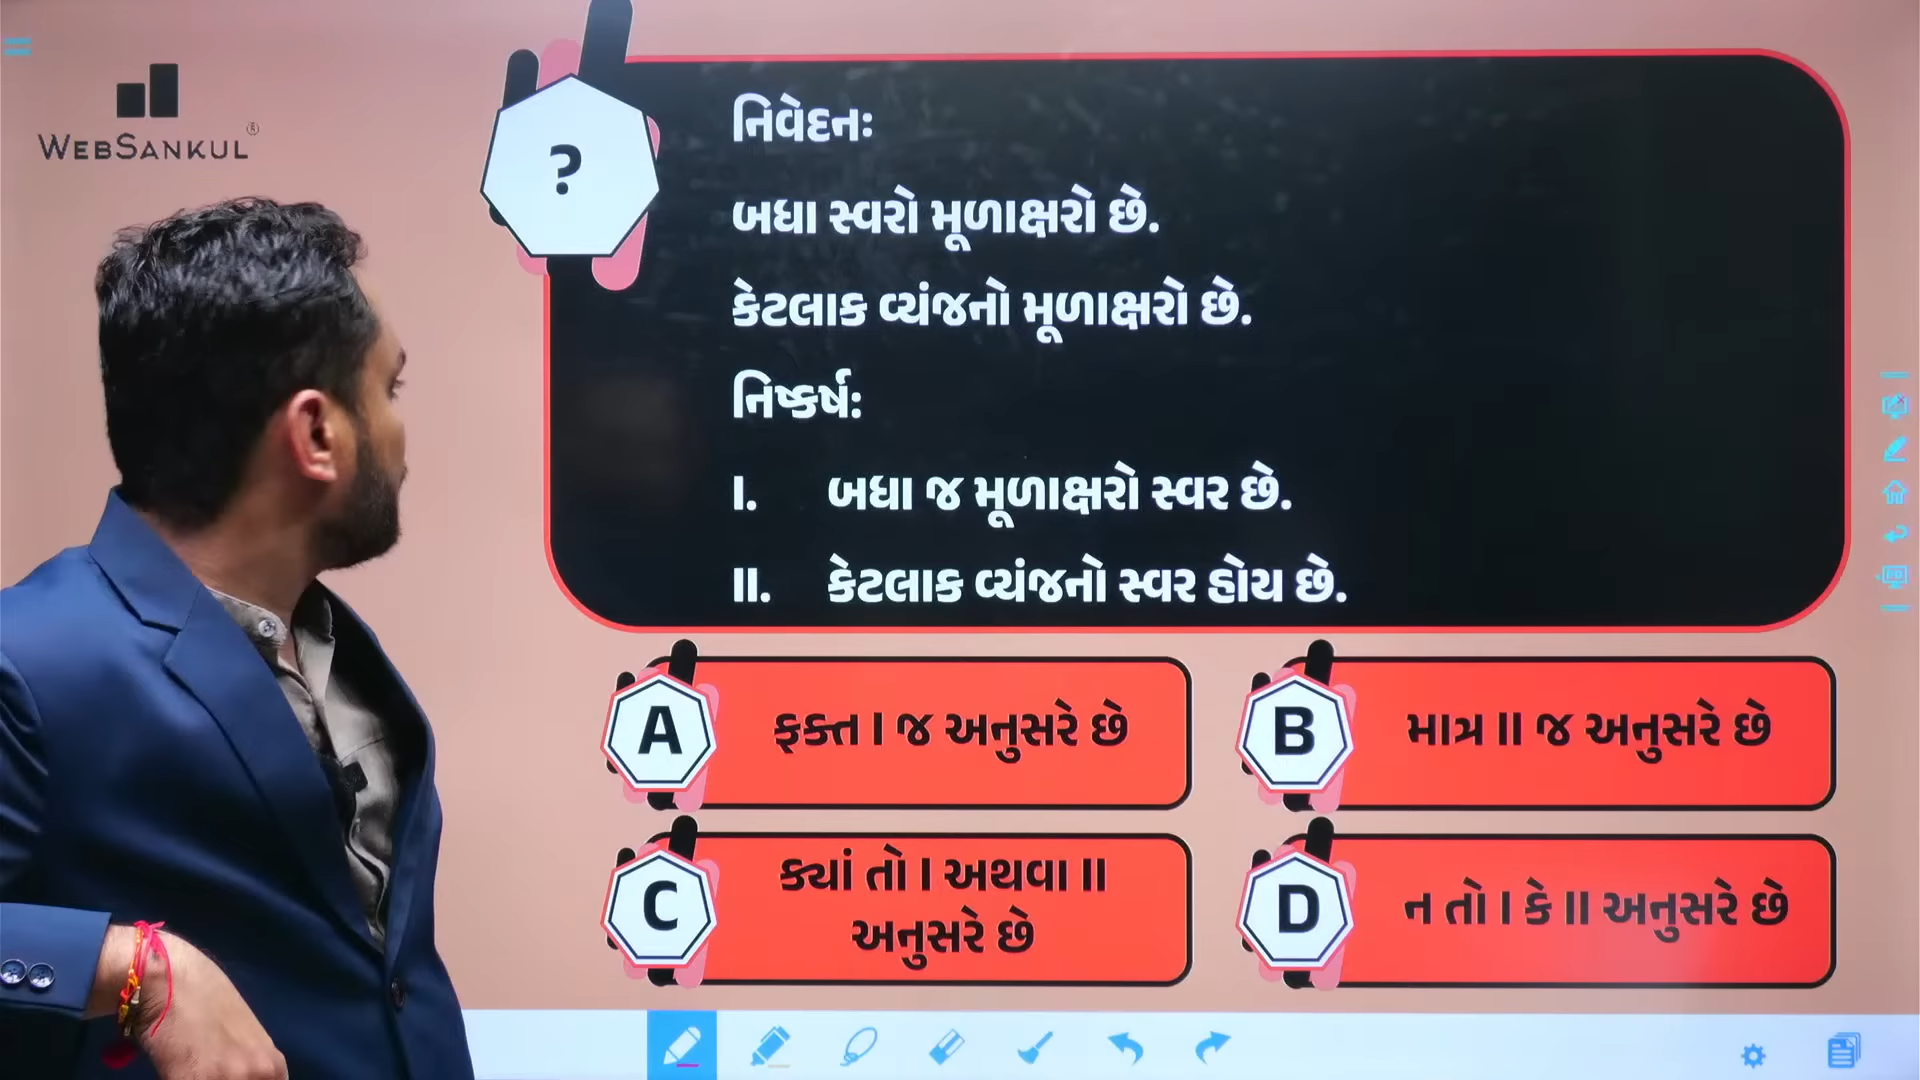 WEBSANKUL®
?
નિવેદનઃ
બધા સ્વરો મૂળાક્ષરો છે.
કેટલાક વ્યંજનો મૂળાક્ષરો છે.
નિષ્કર્ષઃ
I. બધા જ મૂળાક્ષરો સ્વર છે.
II. કેટલાક વ્યંજનો સ્વર હોય છે.
A ફક્ત I જ અનુસરે છે
B માત્ર II જ અનુસરે છે
C ક્યાં તો I અથવા II
અનુસરે છે
D ન તો I કે II અનુસરે છે